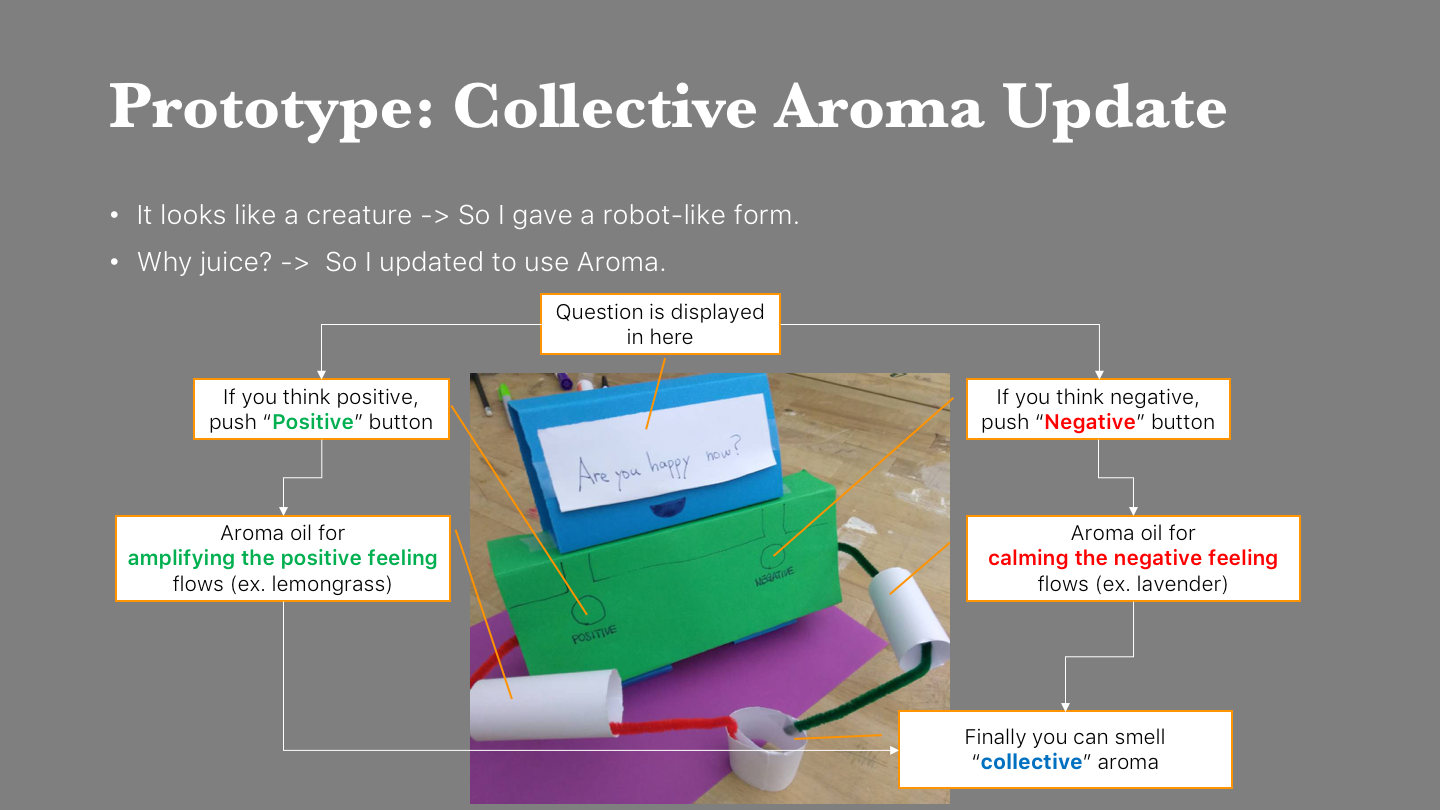 Prototype: Collective Aroma Update
• It looks like a creature -> So I gave a robot-like form.
• Why juice? -> So I updated to use Aroma.
Question is displayed
in here
If you think positive,
push “Positive” button
If you think negative,
push “Negative” button
Are you happy now?
Aroma oil for
amplifying the positive feeling
flows (ex. lemongrass)
Aroma oil for
calming the negative feeling
flows (ex. lavender)
NEGATIVE
POSITIVE
Finally you can smell
“collective” aroma